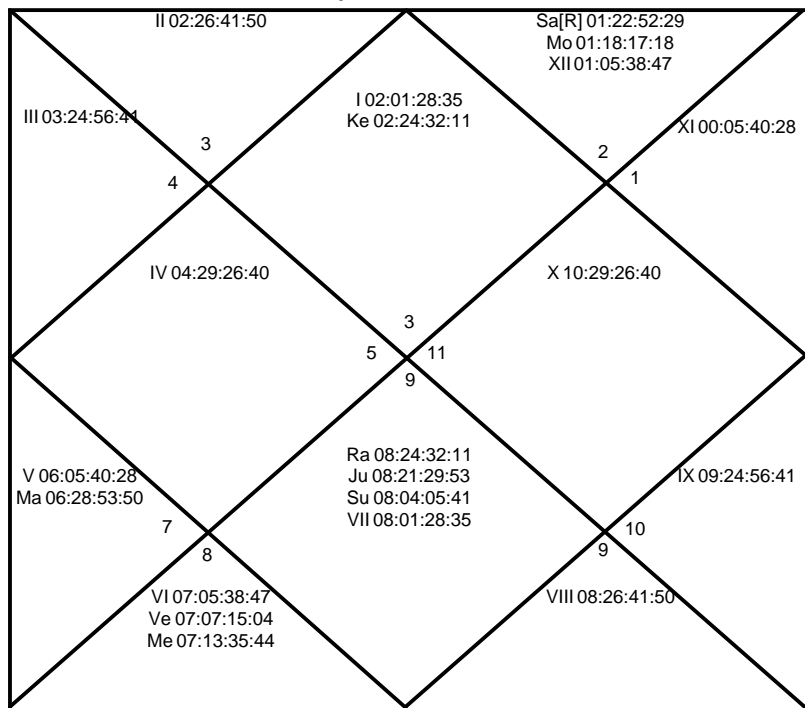 II 02:26:41:50
Sa[R] 01:22:52:29
Mo 01:18:17:18
XII 01:05:38:47
I 02:01:28:35
Ke 02:24:32:11
III 03:24:56:41
XI 00:05:40:28
3
2
4
1
IV 04:29:26:40
X 10:29:26:40
3
5
11
9
Ra 08:24:32:11
Ju 08:21:29:53
Su 08:04:05:41
VII 08:01:28:35
V 06:05:40:28
Ma 06:28:53:50
IX 09:24:56:41
7
10
8
9
VI 07:05:38:47
Ve 07:07:15:04
Me 07:13:35:44
VIII 08:26:41:50